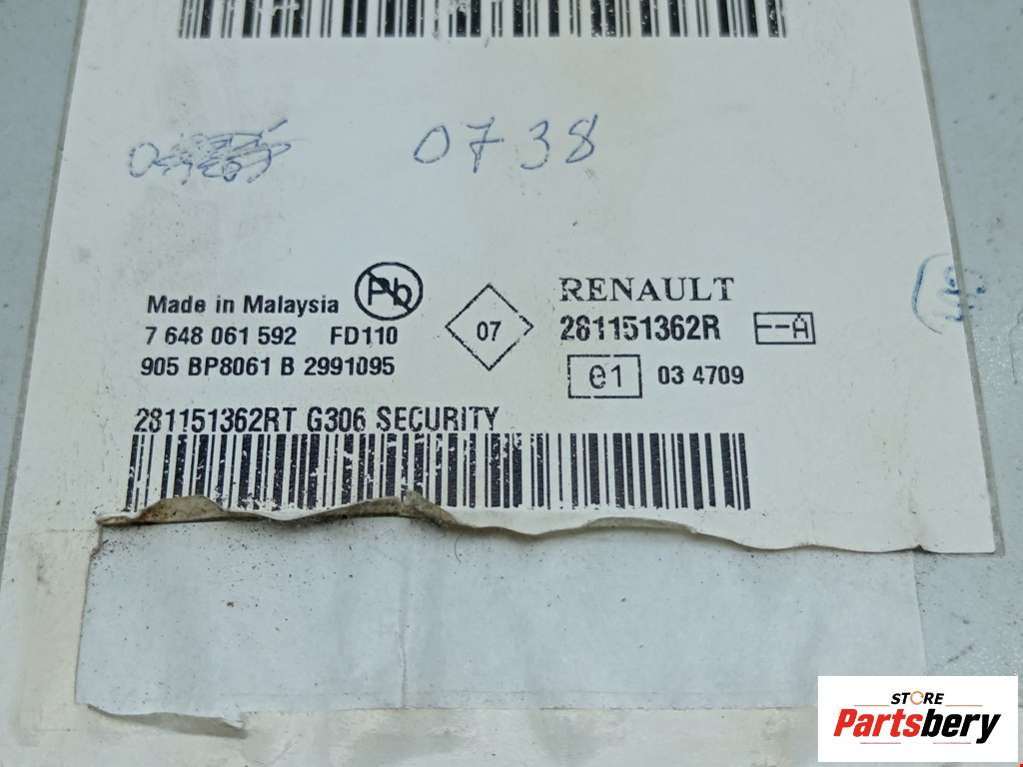 0738
Made in Malaysia Pb
7 648 061 592 FD110
905 BP8061 B 2991095
07
RENAULT
281151362R --A
e1 03 4709
281151362RT G306 SECURITY
STORE
Partsbery